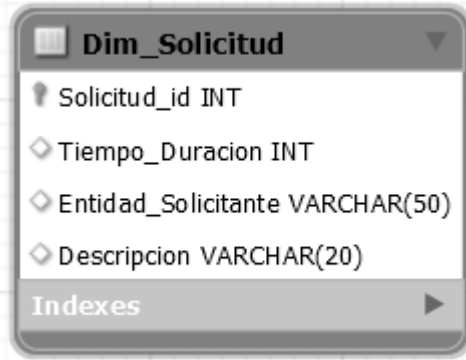 Dim_Solicitud
Solicitud_id INT
Tiempo_Duracion INT
Entidad_Solicitante VARCHAR(50)
Descripcion VARCHAR(20)
Indexes